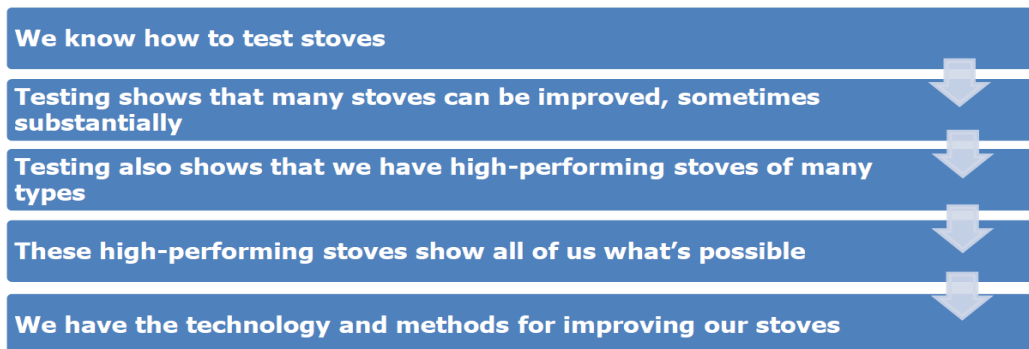 We know how to test stoves
Testing shows that many stoves can be improved, sometimes
substantially
Testing also shows that we have high-performing stoves of many
types
These high-performing stoves show all of us what’s possible
We have the technology and methods for improving our stoves